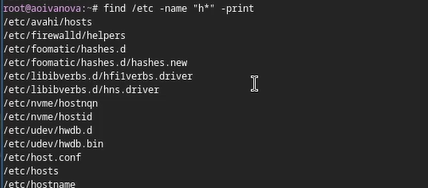 root@aoivanova:~# find /etc -name "h*" -print
/etc/avahi/hosts
/etc/firewalld/helpers
/etc/foomatic/hashes.d
/etc/foomatic/hashes.d/hashes.new
/etc/libibverbs.d/hfi1verbs.driver
/etc/libibverbs.d/hns.driver
/etc/nvme/hostnqn
/etc/nvme/hostid
/etc/udev/hwdb.d
/etc/udev/hwdb.bin
/etc/host.conf
/etc/hosts
/etc/hostname